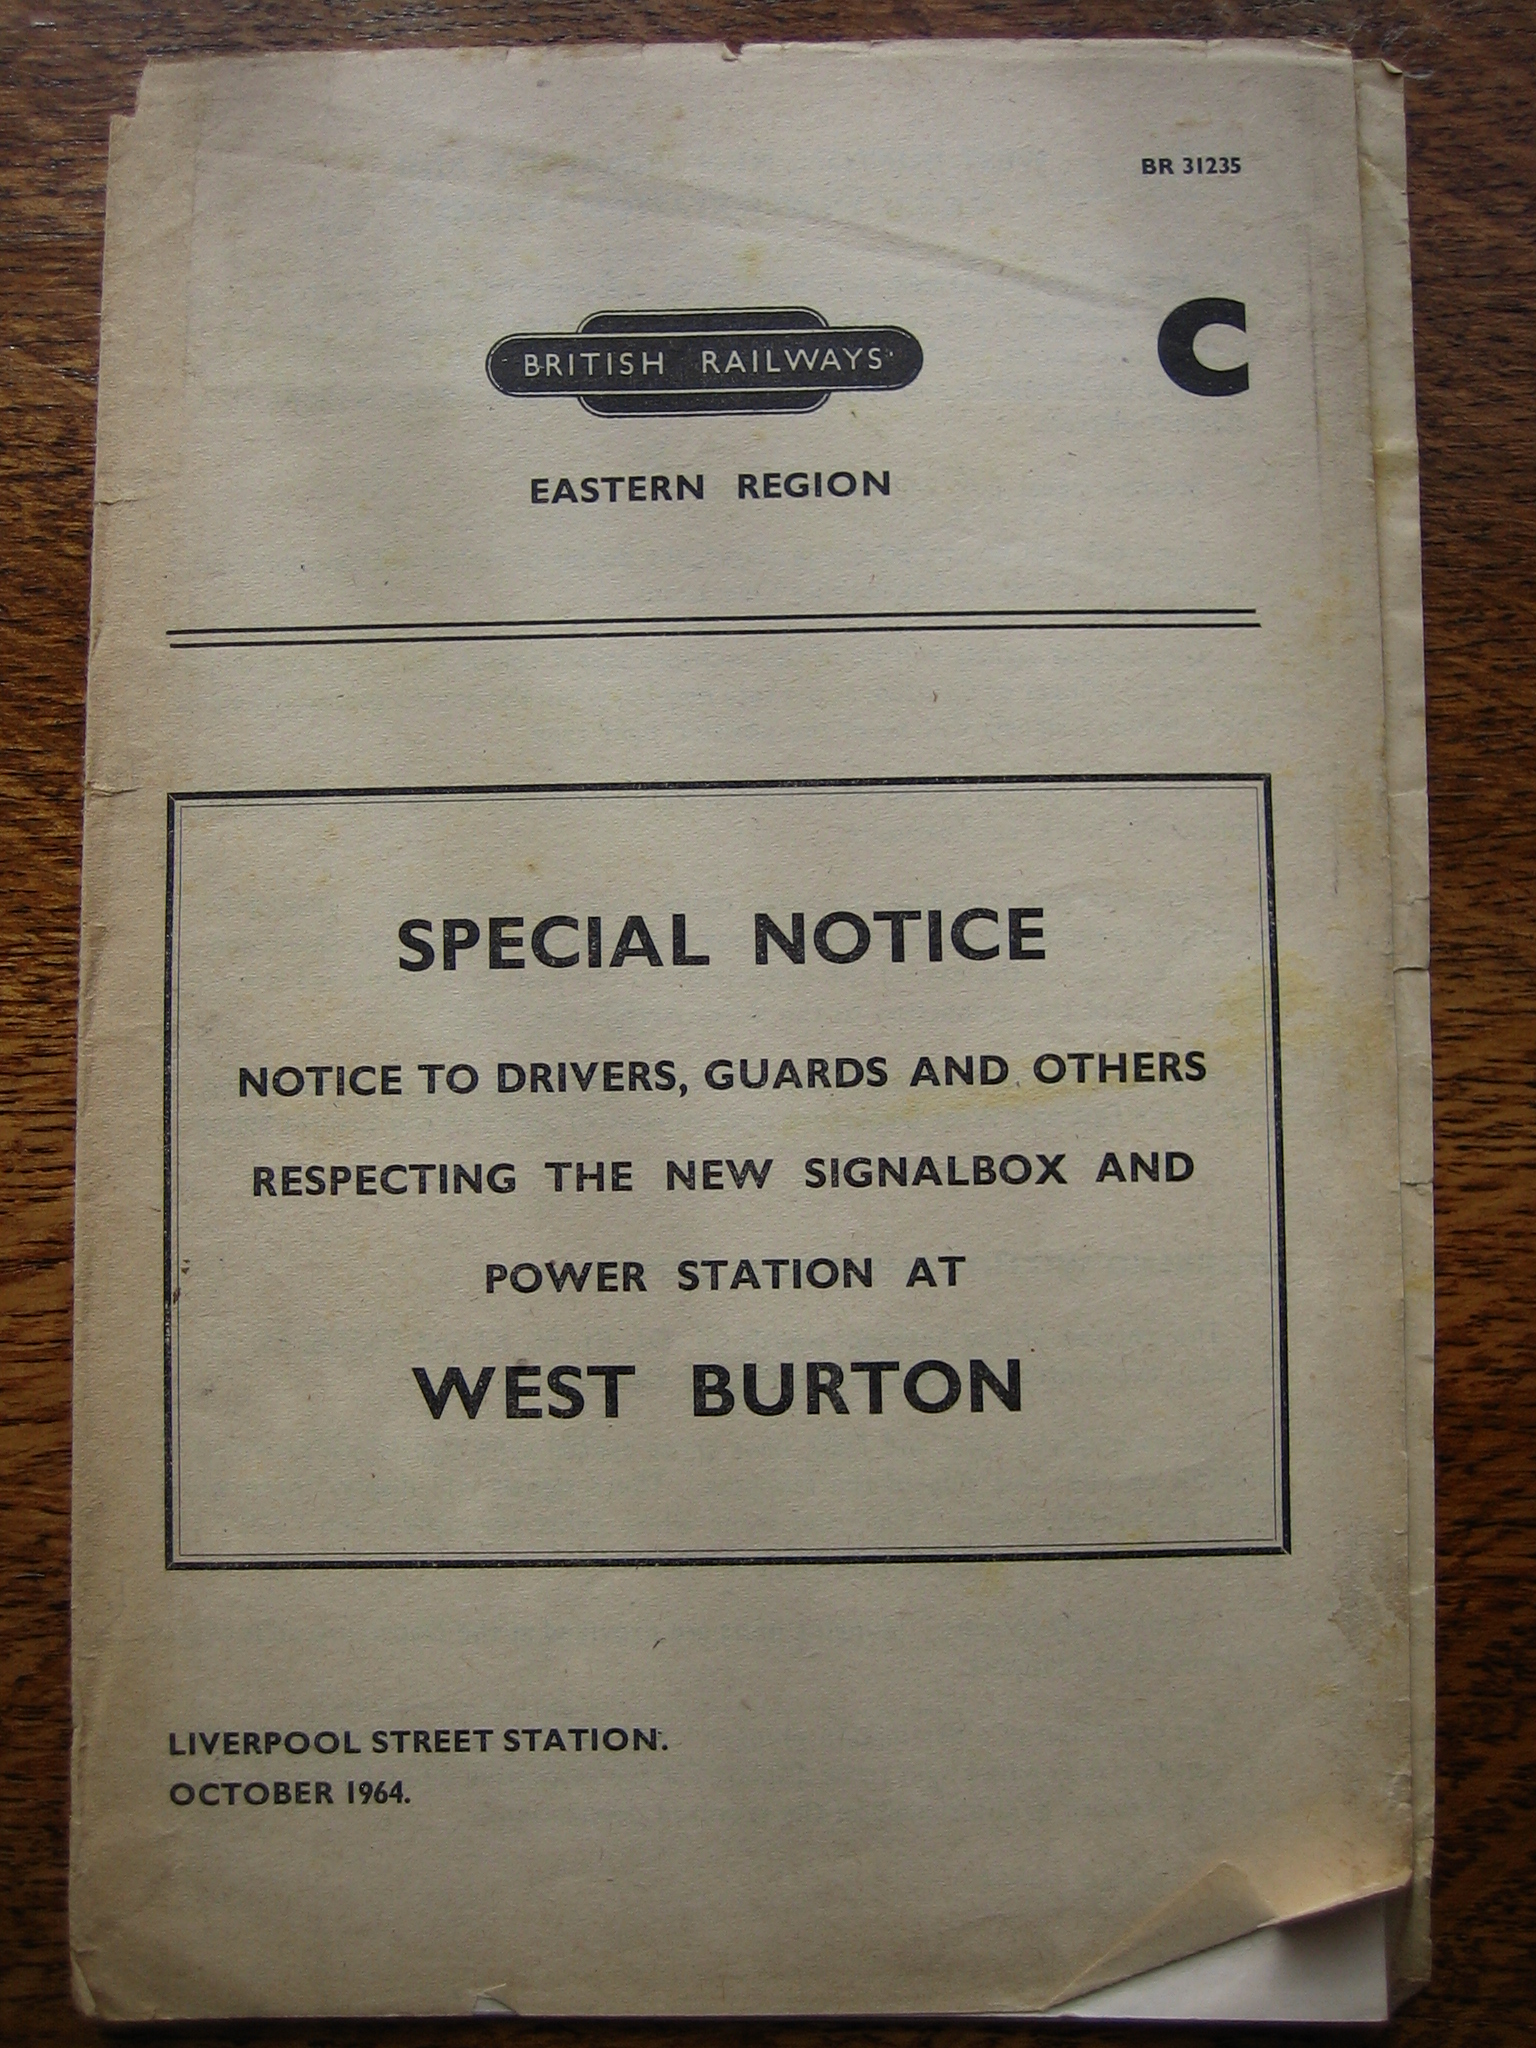 BR 31235
C
BRITISH RAILWAYS
EASTERN REGION
SPECIAL NOTICE
NOTICE TO DRIVERS, GUARDS AND OTHERS
RESPECTING THE NEW SIGNALBOX AND
POWER STATION AT
WEST BURTON
LIVERPOOL STREET STATION.
OCTOBER 1964.